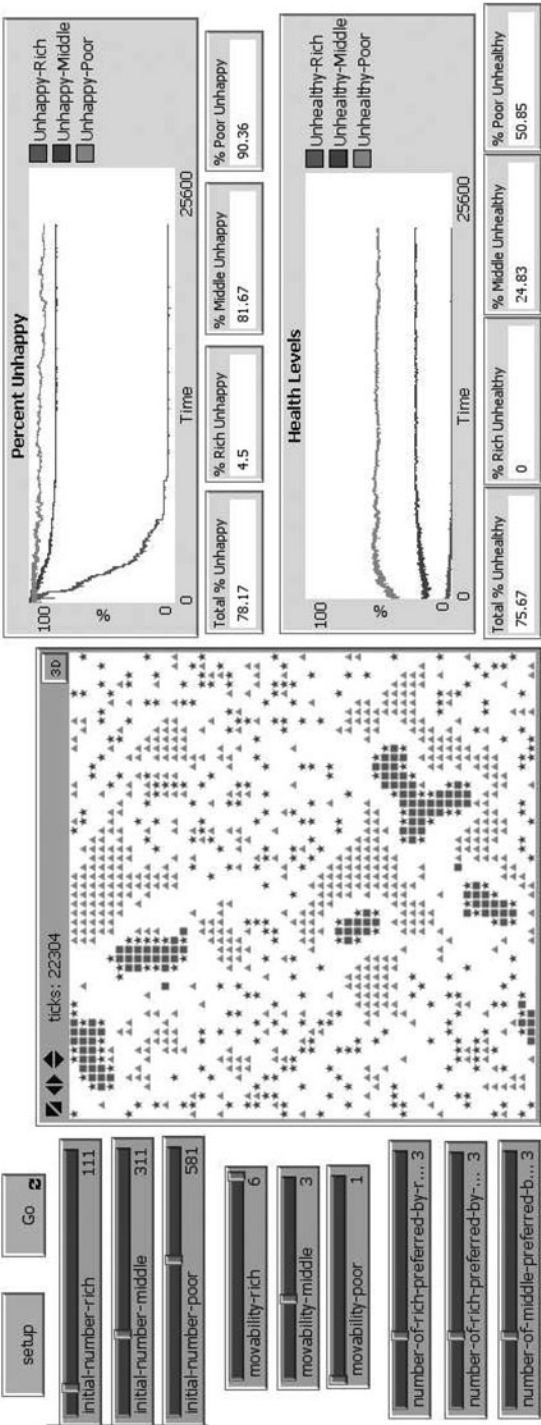 setup
Go
initial-number-rich 111
initial-number-middle 311
initial-number-poor 581
movability-rich 6
movability-middle 3
movability-poor 1
number-of-rich-preferred-by-r... 3
number-of-rich-preferred-by-... 3
number-of-middle-preferred-b... 3
ticks: 22304
3D
Percent Unhappy
100
%
0
0
Time
25600
Unhappy-Rich
Unhappy-Middle
Unhappy-Poor
Total % Unhappy
78.17
% Rich Unhappy
4.5
% Middle Unhappy
81.67
% Poor Unhappy
90.36
Health Levels
100
%
0
0
Time
25600
Unhealthy-Rich
Unhealthy-Middle
Unhealthy-Poor
Total % Unhealthy
75.67
% Rich Unhealthy
0
% Middle Unhealthy
24.83
% Poor Unhealthy
50.85